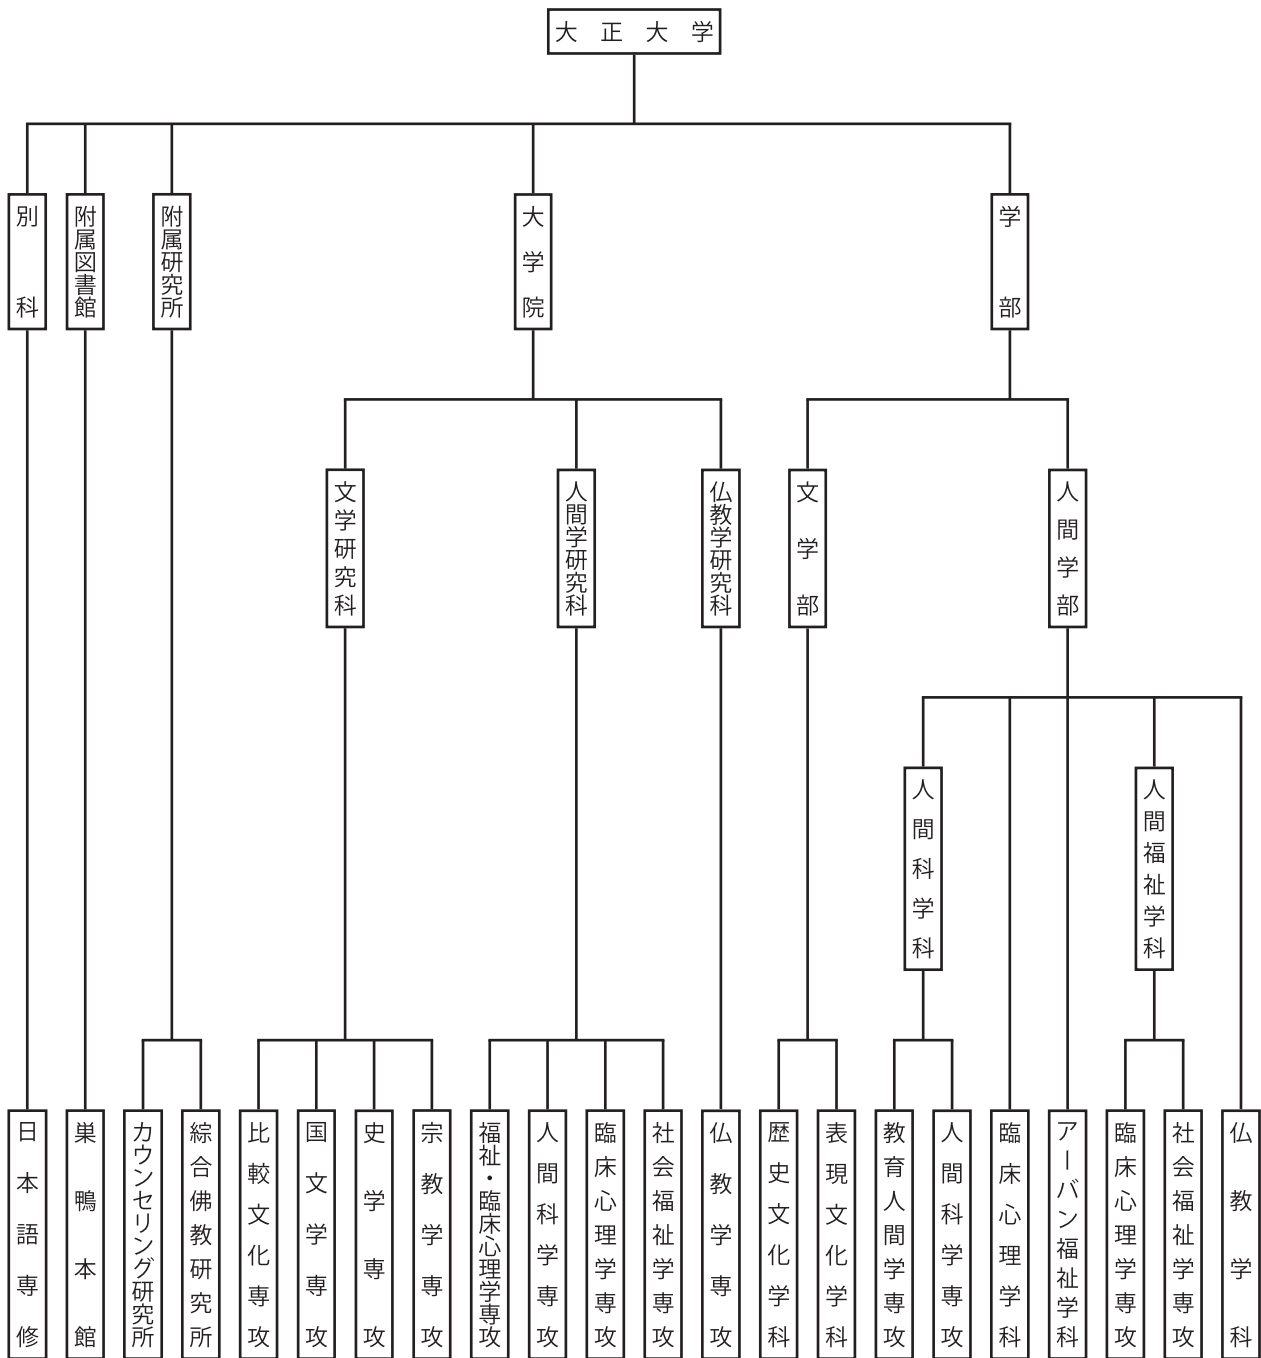 大正大学
学部
大学院
附属研究所
附属図書館
別科
人間学部
文学部
仏教学研究科
人間学研究科
文学研究科
人間福祉学科
人間科学科
仏教学科
社会福祉学専攻
臨床心理学専攻
アーバン福祉学科
臨床心理学科
人間科学専攻
教育人間学専攻
表現文化学科
歴史文化学科
仏教学専攻
社会福祉学専攻
臨床心理学専攻
人間科学専攻
福祉・臨床心理学専攻
宗教学専攻
史学専攻
国文学専攻
比較文化専攻
綜合佛教研究所
カウンセリング研究所
巣鴨本館
日本語専修